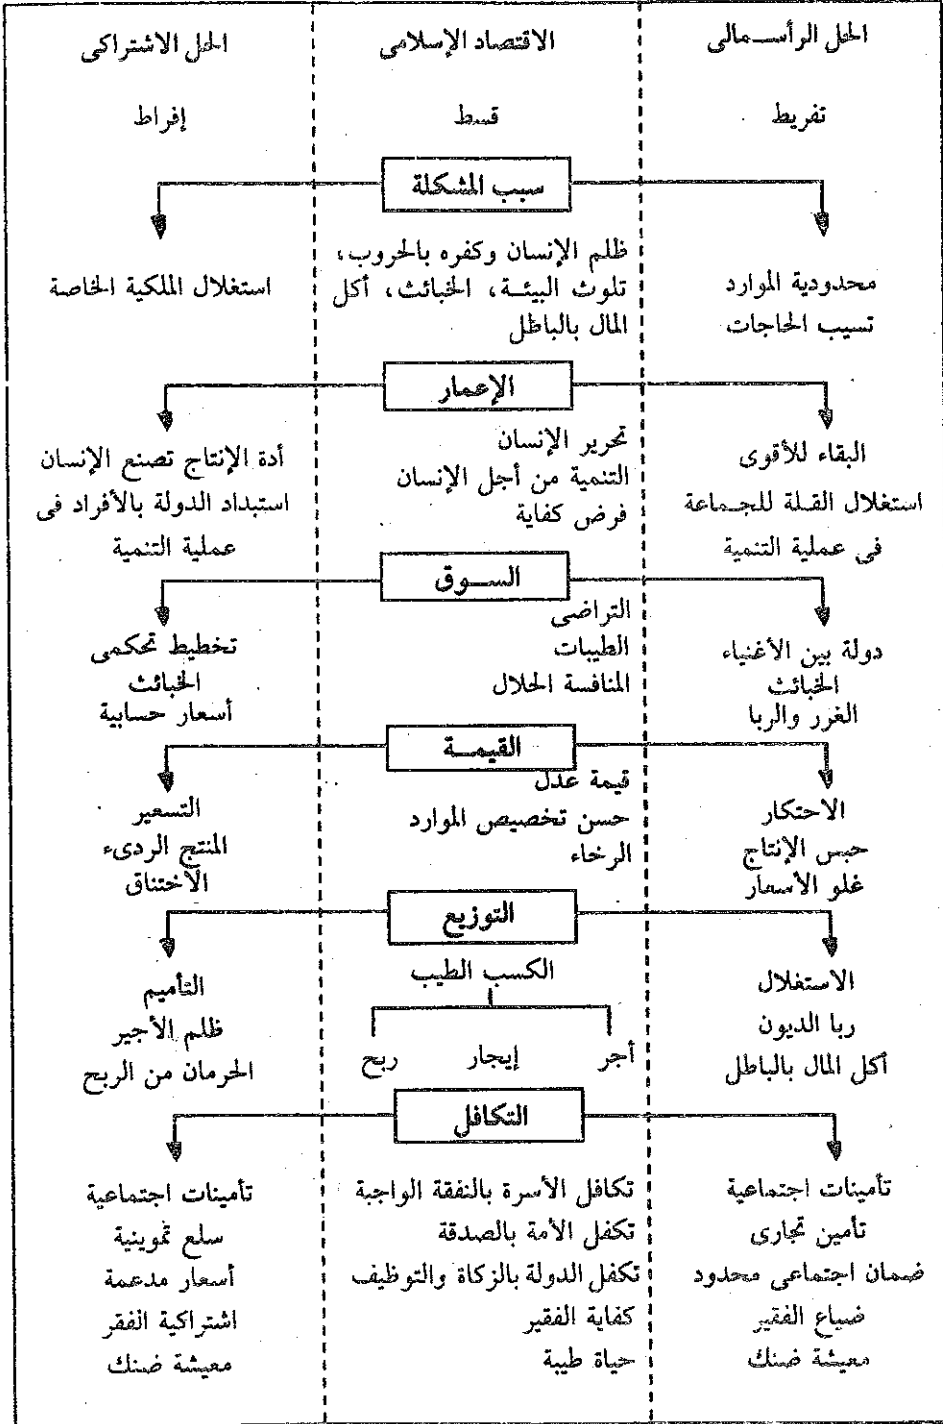 الحل الرأسـمالى
الاقتصاد الإسلامى
الحل الاشتراكى
تفريط
قسط
إفراط
سبب المشكلة
محدودية الموارد
تسيب الحاجات
ظلم الإنسان وكفره بالحروب،
تلوث البيئـة، الخبائث، أكل
المال بالباطل
استغلال الملكية الخاصة
الإعمار
البقاء للأقوى
استغلال القلة للجـماعة
فى عملية التنمية
تحرير الإنسان
التنمية من أجل الإنسان
فرض كفاية
أدة الإنتاج تصنع الإنسان
استبداد الدولة بالأفراد فى
عملية التنمية
الســوق
دولة بين الأغنياء
الخبائث
الغرر والربا
التراضى
الطيبات
المنافسة الحلال
تخطيط تحكمى
الخبائث
أسعار حسابية
القيمـة
الاحتكار
حبس الإنتاج
غلو الأسعار
قيمة عدل
حسن تخصيص الموارد
الرخاء
التسعير
المنتج الردىء
الاختناق
التوزيع
الاستغلال
ربا الديون
أكل المال بالباطل
الكسب الطيب
أجر إيجار ربح
التأميم
ظلم الأجير
الحرمان من الربح
التكافل
تأمينات اجتماعية
تأمين تجارى
ضمان اجتماعى محدود
ضياع الفقير
معيشة ضنك
تكافل الأسرة بالنفقة الواجبة
تكفل الأمة بالصدقة
تكفل الدولة بالزكاة والتوظيف
كفاية الفقير
حياة طيبة
تأمينات اجتماعية
سلع تموينية
أسعار مدعمة
اشتراكية الفقر
معيشة ضنك